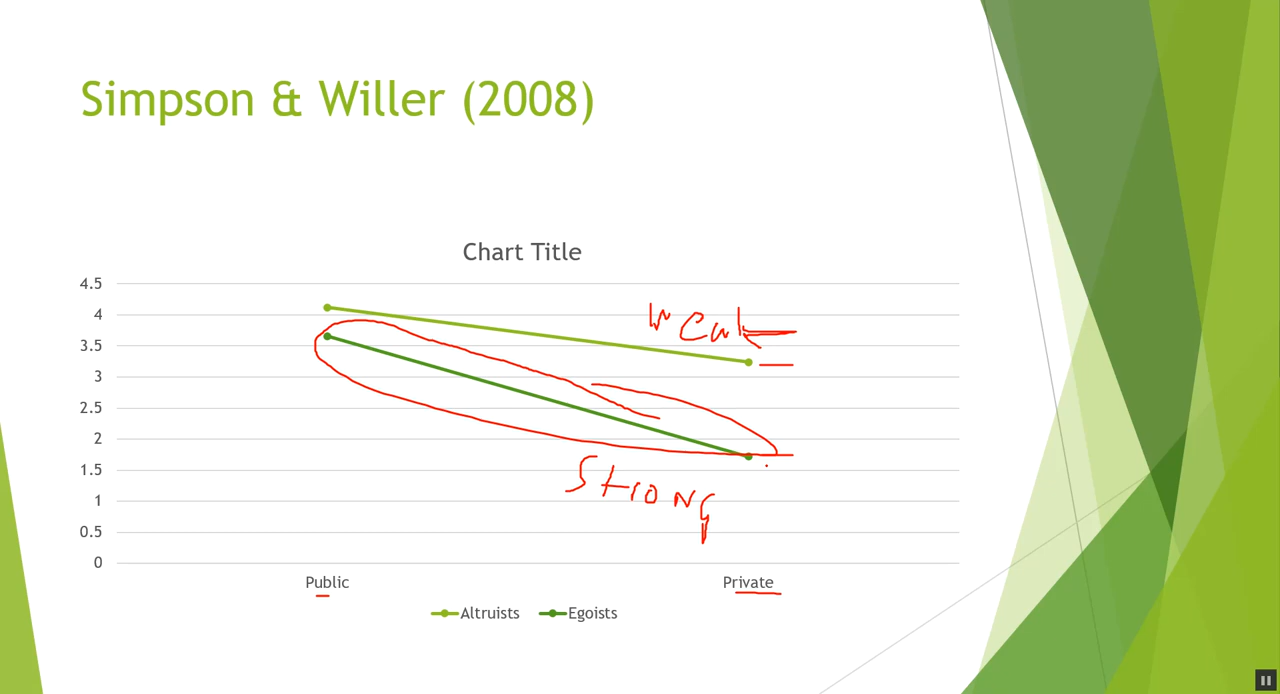 Simpson & Willer (2008)
Chart Title
4.5
4
3.5
3
2.5
2
1.5
1
0.5
0
Weak
Strong
Public Private
Altruists Egoists